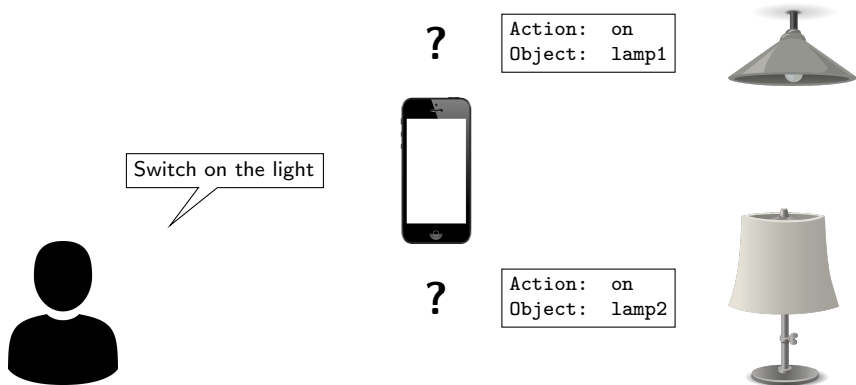 ?
Action: on
Object: lamp1
Switch on the light
?
Action: on
Object: lamp2